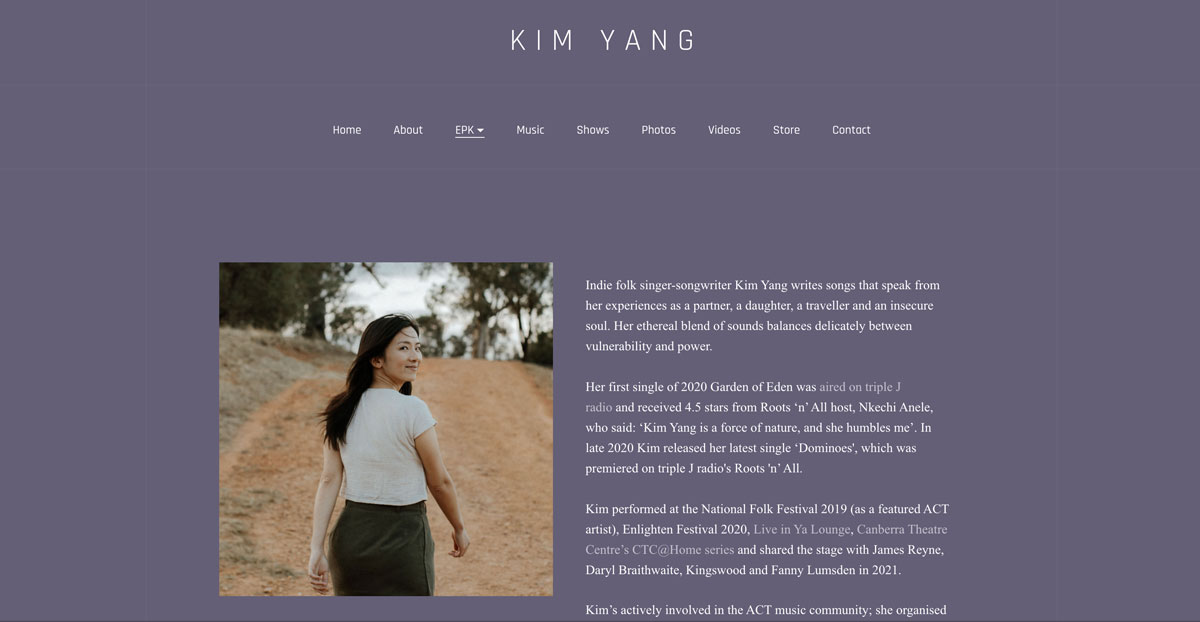 KIM YANG
Home About EPK Music Shows Photos Videos Store Contact
Indie folk singer-songwriter Kim Yang writes songs that speak from
her experiences as a partner, a daughter, a traveller and an insecure
soul. Her ethereal blend of sounds balances delicately between
vulnerability and power.
Her first single of 2020 Garden of Eden was aired on triple J
radio and received 4.5 stars from Roots ‘n’ All host, Nkechi Anele,
who said: ‘Kim Yang is a force of nature, and she humbles me’. In
late 2020 Kim released her latest single ‘Dominoes', which was
premiered on triple J radio's Roots 'n' All.
Kim performed at the National Folk Festival 2019 (as a featured ACT
artist), Enlighten Festival 2020, Live in Ya Lounge, Canberra Theatre
Centre’s CTC@Home series and shared the stage with James Reyne,
Daryl Braithwaite, Kingswood and Fanny Lumsden in 2021.
Kim’s actively involved in the ACT music community; she organised